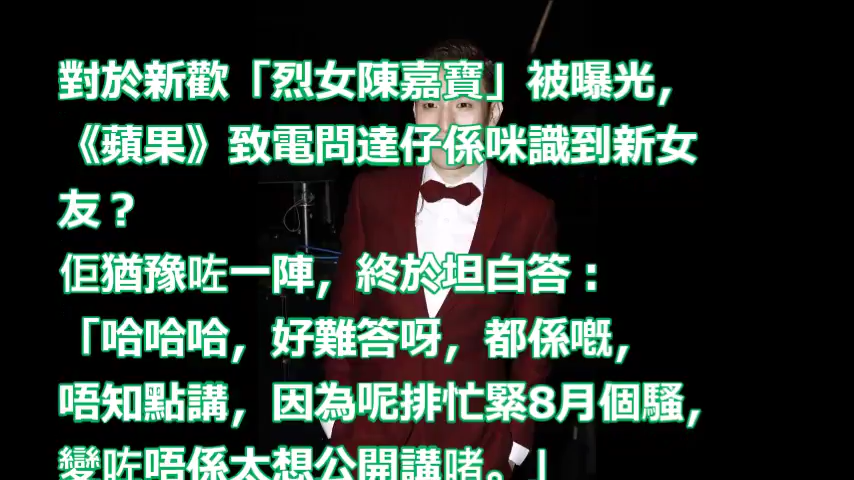 對於新歡「烈女陳嘉寶」被曝光，
《蘋果》致電問達仔係咪識到新女
友？
佢猶豫咗一陣，終於坦白答：
「哈哈哈，好難答呀，都係嘅，
唔知點講，因為呢排忙緊8月個騷，
變咗唔係太想公開講啫。」